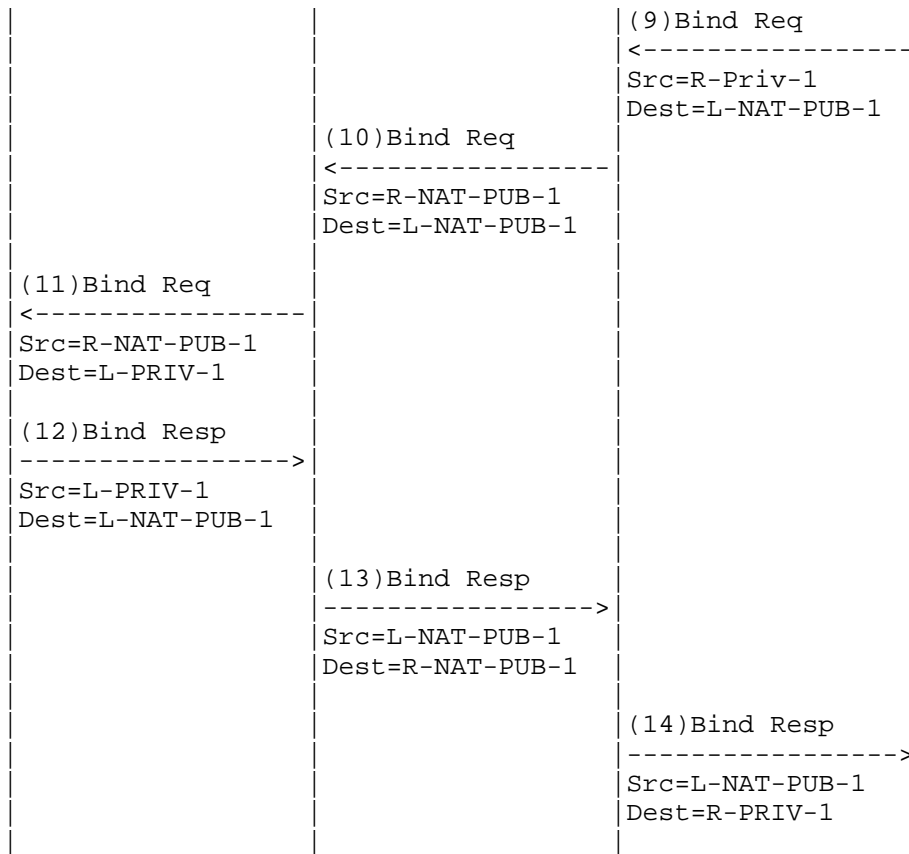 (9)Bind Req
<-----------------
Src=R-Priv-1
Dest=L-NAT-PUB-1
(10)Bind Req
<-----------------
Src=R-NAT-PUB-1
Dest=L-NAT-PUB-1
(11)Bind Req
<-----------------
Src=R-NAT-PUB-1
Dest=L-PRIV-1
(12)Bind Resp
----------------->
Src=L-PRIV-1
Dest=L-NAT-PUB-1
(13)Bind Resp
----------------->
Src=L-NAT-PUB-1
Dest=R-NAT-PUB-1
(14)Bind Resp
----------------->
Src=L-NAT-PUB-1
Dest=R-PRIV-1